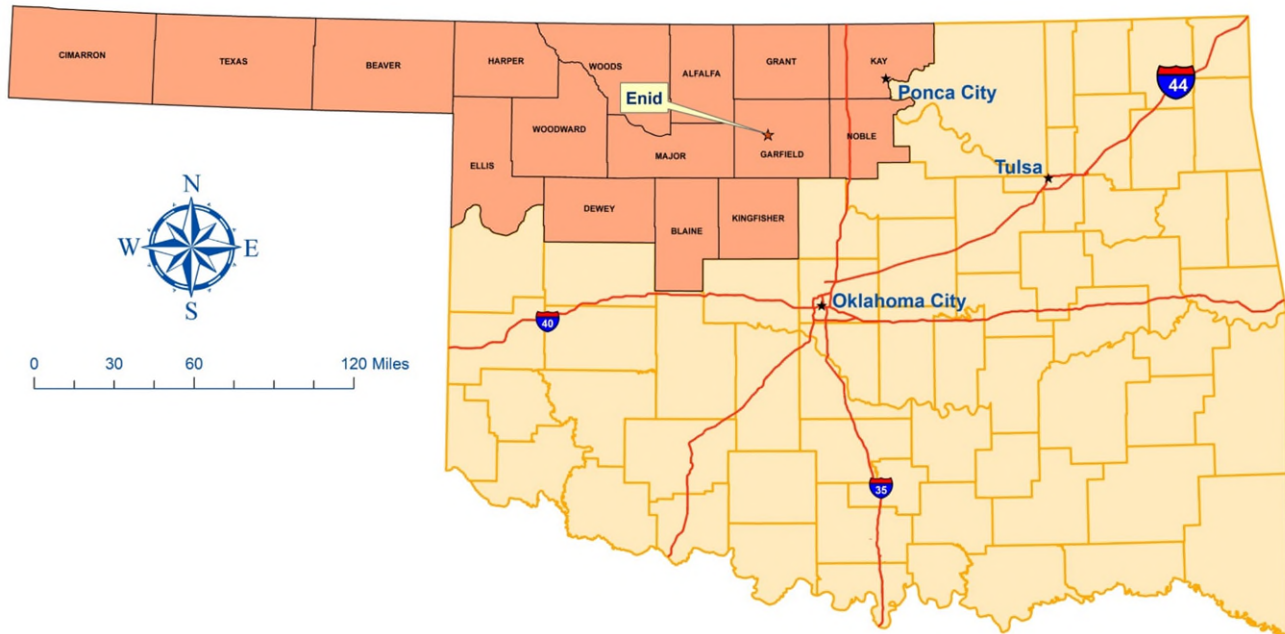 CIMARRON
TEXAS
BEAVER
HARPER
WOODS
ALFALFA
GRANT
KAY
Ponca City
44
Enid
WOODWARD
MAJOR
GARFIELD
NOBLE
ELLIS
Tulsa
DEWEY
BLAINE
KINGFISHER
N
W
E
S
Oklahoma City
40
0
30
60
120 Miles
35